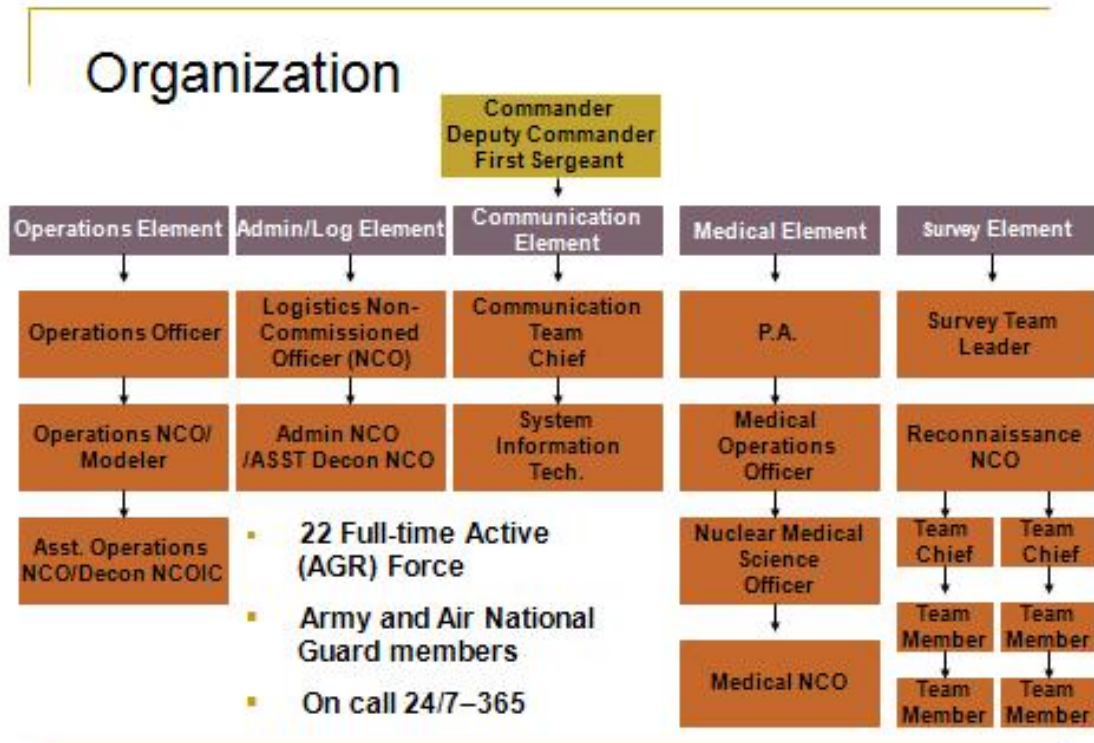 Organization
Commander
Deputy Commander
First Sergeant
Operations Element
Admin/Log Element
Communication
Element
Medical Element
Survey Element
Operations Officer
Logistics Non-
Commissioned
Officer (NCO)
Communication
Team
Chief
P.A.
Survey Team
Leader
Operations NCO/
Modeler
Admin NCO
/ASST Decon NCO
System
Information
Tech.
Medical
Operations
Officer
Reconnaissance
NCO
Asst. Operations
NCO/Decon NCOIC
Nuclear Medical
Science
Officer
Team
Chief
Team
Chief
Team
Member
Team
Member
Medical NCO
Team
Member
Team
Member
▪ 22 Full-time Active
(AGR) Force
▪ Army and Air National
Guard members
▪ On call 24/7–365